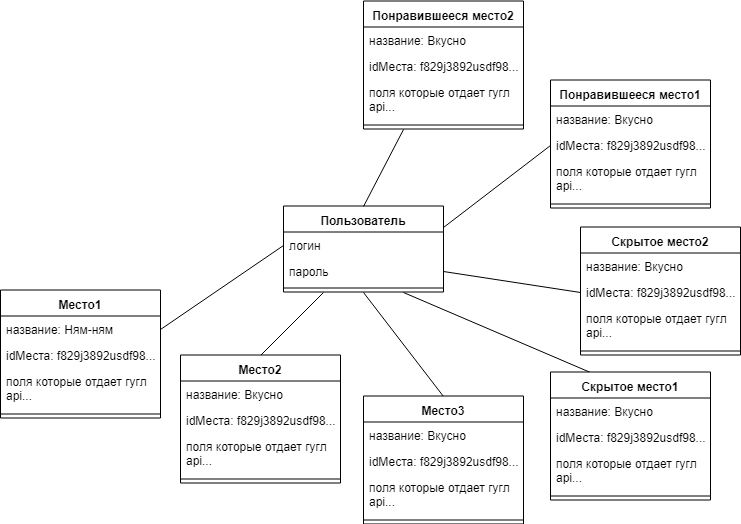 Понравившееся место2
название: Вкусно
idМеста: f829j3892usdf98...
поля которые отдает гугл
api...
Понравившееся место1
название: Вкусно
idМеста: f829j3892usdf98...
поля которые отдает гугл
api...
Пользователь
логин
пароль
Скрытое место2
название: Вкусно
idМеста: f829j3892usdf98...
поля которые отдает гугл
api...
Место1
название: Ням-ням
idМеста: f829j3892usdf98...
поля которые отдает гугл
api...
Место2
название: Вкусно
idМеста: f829j3892usdf98...
поля которые отдает гугл
api...
Место3
название: Вкусно
idМеста: f829j3892usdf98...
поля которые отдает гугл
api...
Скрытое место1
название: Вкусно
idМеста: f829j3892usdf98...
поля которые отдает гугл
api...